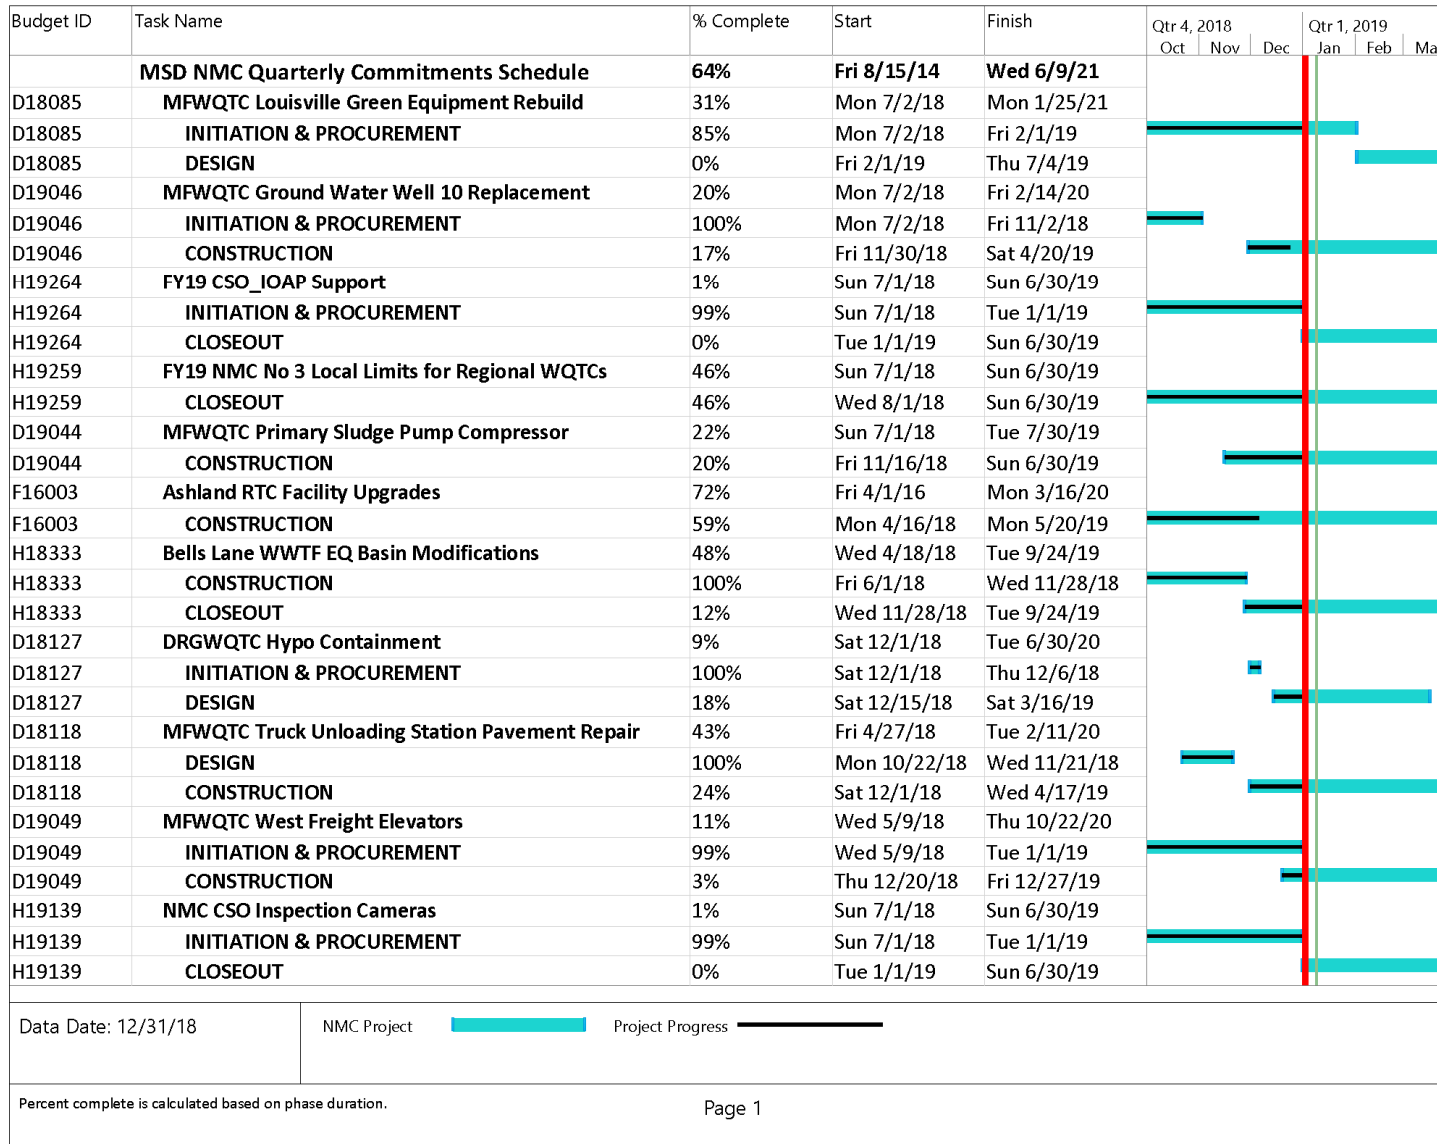 Budget ID Task Name % Complete Start Finish Qtr 4, 2018 Qtr 1, 2019
Oct Nov Dec Jan Feb Ma
MSD NMC Quarterly Commitments Schedule 64% Fri 8/15/14 Wed 6/9/21
D18085 MFWQTC Louisville Green Equipment Rebuild 31% Mon 7/2/18 Mon 1/25/21
D18085 INITIATION & PROCUREMENT 85% Mon 7/2/18 Fri 2/1/19
D18085 DESIGN 0% Fri 2/1/19 Thu 7/4/19
D19046 MFWQTC Ground Water Well 10 Replacement 20% Mon 7/2/18 Fri 2/14/20
D19046 INITIATION & PROCUREMENT 100% Mon 7/2/18 Fri 11/2/18
D19046 CONSTRUCTION 17% Fri 11/30/18 Sat 4/20/19
H19264 FY19 CSO_IOAP Support 1% Sun 7/1/18 Sun 6/30/19
H19264 INITIATION & PROCUREMENT 99% Sun 7/1/18 Tue 1/1/19
H19264 CLOSEOUT 0% Tue 1/1/19 Sun 6/30/19
H19259 FY19 NMC No 3 Local Limits for Regional WQTCs 46% Sun 7/1/18 Sun 6/30/19
H19259 CLOSEOUT 46% Wed 8/1/18 Sun 6/30/19
D19044 MFWQTC Primary Sludge Pump Compressor 22% Sun 7/1/18 Tue 7/30/19
D19044 CONSTRUCTION 20% Fri 11/16/18 Sun 6/30/19
F16003 Ashland RTC Facility Upgrades 72% Fri 4/1/16 Mon 3/16/20
F16003 CONSTRUCTION 59% Mon 4/16/18 Mon 5/20/19
H18333 Bells Lane WWTF EQ Basin Modifications 48% Wed 4/18/18 Tue 9/24/19
H18333 CONSTRUCTION 100% Fri 6/1/18 Wed 11/28/18
H18333 CLOSEOUT 12% Wed 11/28/18 Tue 9/24/19
D18127 DRGWQTC Hypo Containment 9% Sat 12/1/18 Tue 6/30/20
D18127 INITIATION & PROCUREMENT 100% Sat 12/1/18 Thu 12/6/18
D18127 DESIGN 18% Sat 12/15/18 Sat 3/16/19
D18118 MFWQTC Truck Unloading Station Pavement Repair 43% Fri 4/27/18 Tue 2/11/20
D18118 DESIGN 100% Mon 10/22/18 Wed 11/21/18
D18118 CONSTRUCTION 24% Sat 12/1/18 Wed 4/17/19
D19049 MFWQTC West Freight Elevators 11% Wed 5/9/18 Thu 10/22/20
D19049 INITIATION & PROCUREMENT 99% Wed 5/9/18 Tue 1/1/19
D19049 CONSTRUCTION 3% Thu 12/20/18 Fri 12/27/19
H19139 NMC CSO Inspection Cameras 1% Sun 7/1/18 Sun 6/30/19
H19139 INITIATION & PROCUREMENT 99% Sun 7/1/18 Tue 1/1/19
H19139 CLOSEOUT 0% Tue 1/1/19 Sun 6/30/19
Data Date: 12/31/18 NMC Project Project Progress
Percent complete is calculated based on phase duration. Page 1